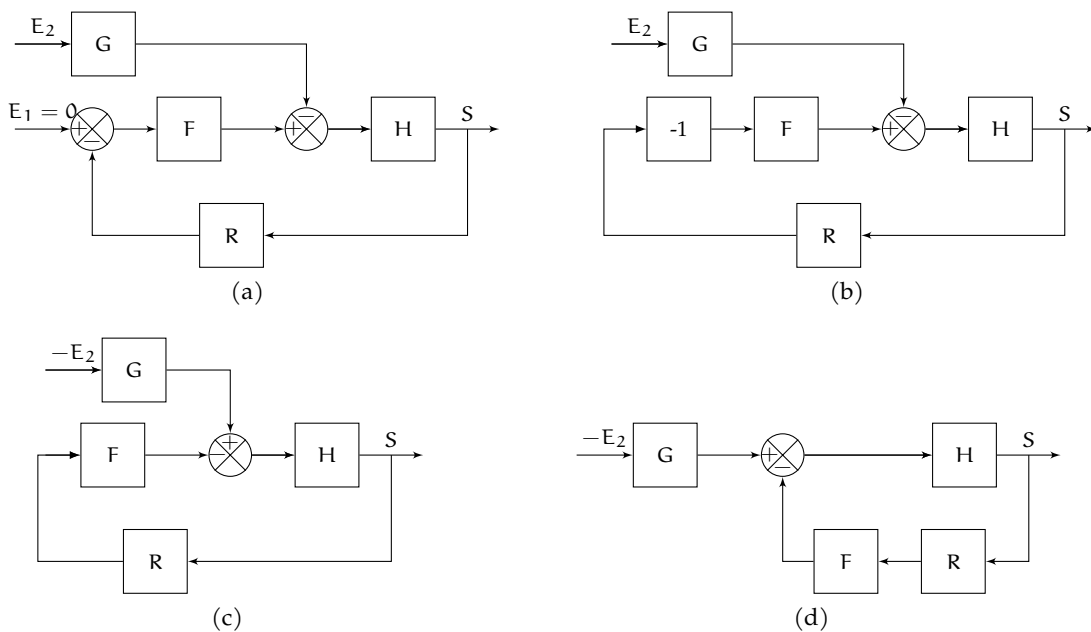 E₂ G
E₁ = 0 + − F + − H S
R
(a)
E₂ G
-1 F + − H S
R
(b)
−E₂ G
F − + H S
R
(c)
−E₂ G + − H S
F R
(d)